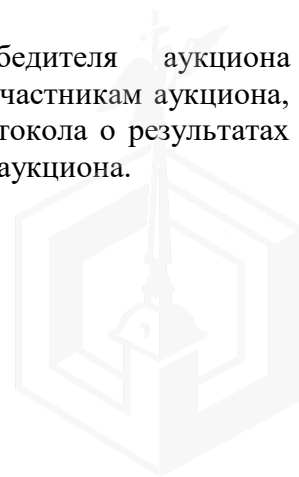 бедителя аукциона
частникам аукциона,
токола о результатах
аукциона.